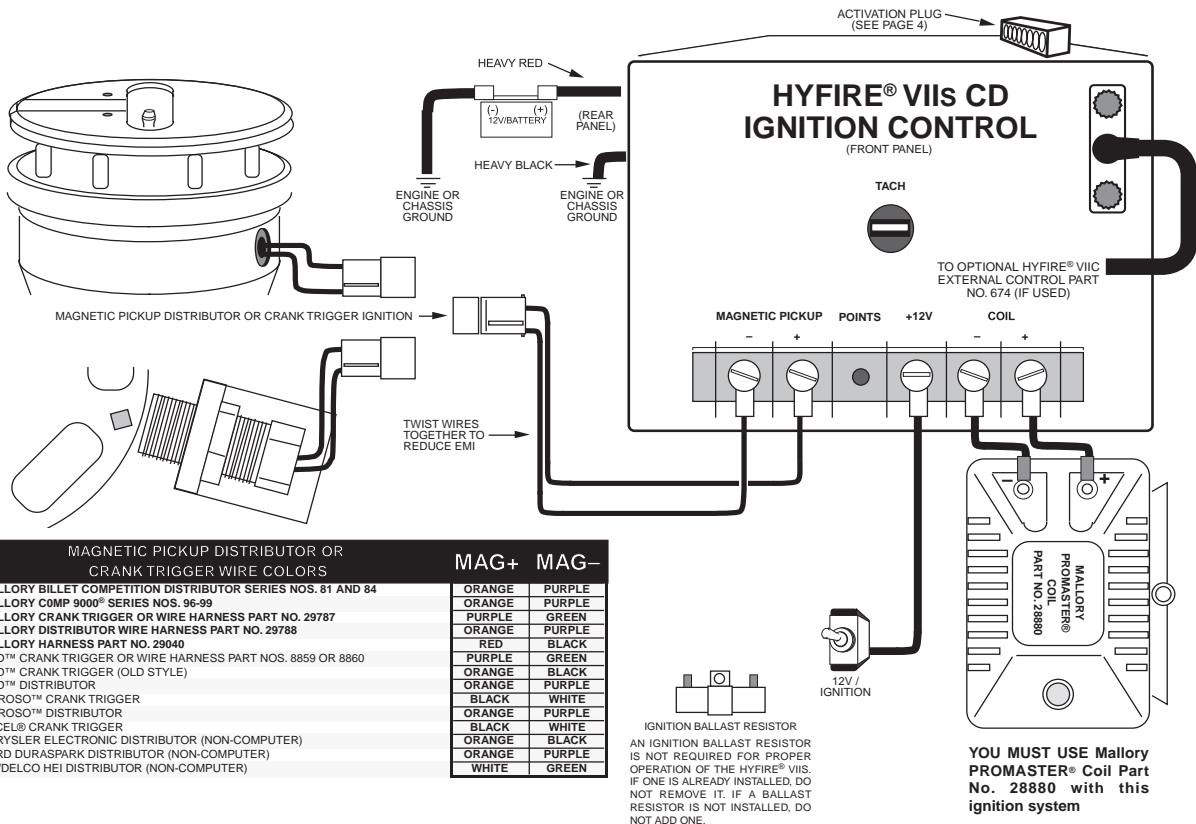 ACTIVATION PLUG
(SEE PAGE 4)
HEAVY RED
(-) (+)
12V/BATTERY
(REAR
PANEL)
HEAVY BLACK
ENGINE OR
CHASSIS
GROUND
ENGINE OR
CHASSIS
GROUND
HYFIRE® VIIs CD
IGNITION CONTROL
(FRONT PANEL)
TACH
TO OPTIONAL HYFIRE® VIIC
EXTERNAL CONTROL PART
NO. 674 (IF USED)
MAGNETIC PICKUP DISTRIBUTOR OR CRANK TRIGGER IGNITION
MAGNETIC PICKUP POINTS +12V COIL
– + – +
TWIST WIRES
TOGETHER TO
REDUCE EMI
– +
MALLORY
PROMASTER®
COIL
PART NO. 28880
12V /
IGNITION
MAGNETIC PICKUP DISTRIBUTOR OR
CRANK TRIGGER WIRE COLORS
MAG+ MAG–
LLORY BILLET COMPETITION DISTRIBUTOR SERIES NOS. 81 AND 84 ORANGE PURPLE
LLORY C0MP 9000® SERIES NOS. 96-99 ORANGE PURPLE
LLORY CRANK TRIGGER OR WIRE HARNESS PART NO. 29787 PURPLE GREEN
LLORY DISTRIBUTOR WIRE HARNESS PART NO. 29788 ORANGE PURPLE
LLORY HARNESS PART NO. 29040 RED BLACK
D™ CRANK TRIGGER OR WIRE HARNESS PART NOS. 8859 OR 8860 PURPLE GREEN
D™ CRANK TRIGGER (OLD STYLE) ORANGE BLACK
D™ DISTRIBUTOR ORANGE PURPLE
ROSO™ CRANK TRIGGER BLACK WHITE
ROSO™ DISTRIBUTOR ORANGE PURPLE
CEL® CRANK TRIGGER BLACK WHITE
RYSLER ELECTRONIC DISTRIBUTOR (NON-COMPUTER) ORANGE BLACK
RD DURASPARK DISTRIBUTOR (NON-COMPUTER) ORANGE PURPLE
/DELCO HEI DISTRIBUTOR (NON-COMPUTER) WHITE GREEN
IGNITION BALLAST RESISTOR
AN IGNITION BALLAST RESISTOR
IS NOT REQUIRED FOR PROPER
OPERATION OF THE HYFIRE® VIIS.
IF ONE IS ALREADY INSTALLED, DO
NOT REMOVE IT. IF A BALLAST
RESISTOR IS NOT INSTALLED, DO
NOT ADD ONE.
YOU MUST USE Mallory
PROMASTER® Coil Part
No. 28880 with this
ignition system